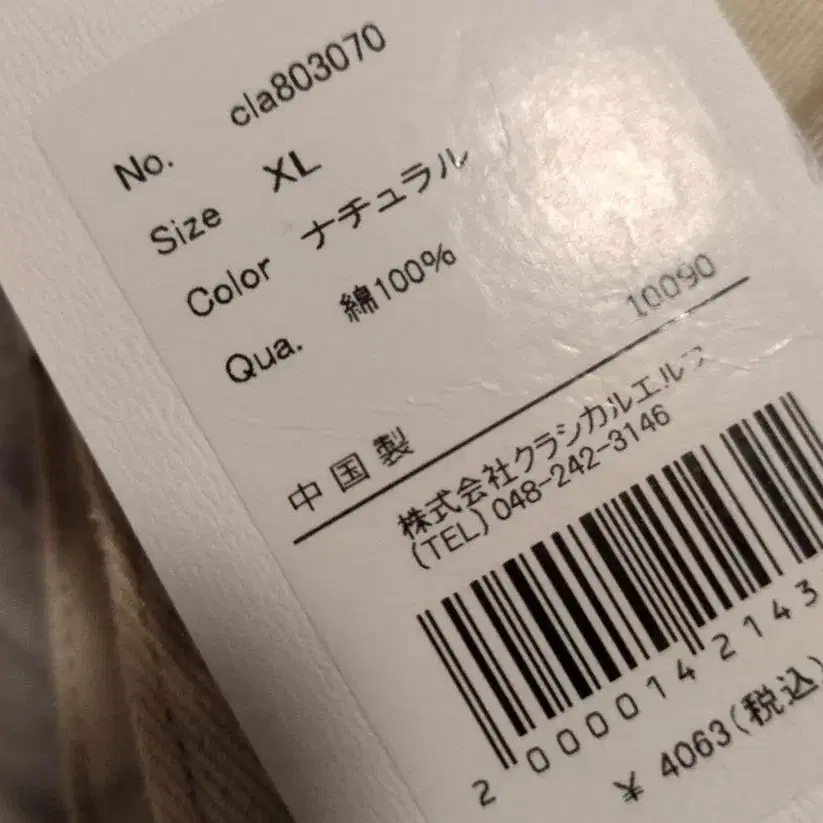 No. cla803070
Size XL
Color ナチュラル
Qua. 綿100%
10090
中国製
株式会社クラシカルエルフ
(TEL) 048-242-3146
2 000014 2143
¥ 4063(税込)